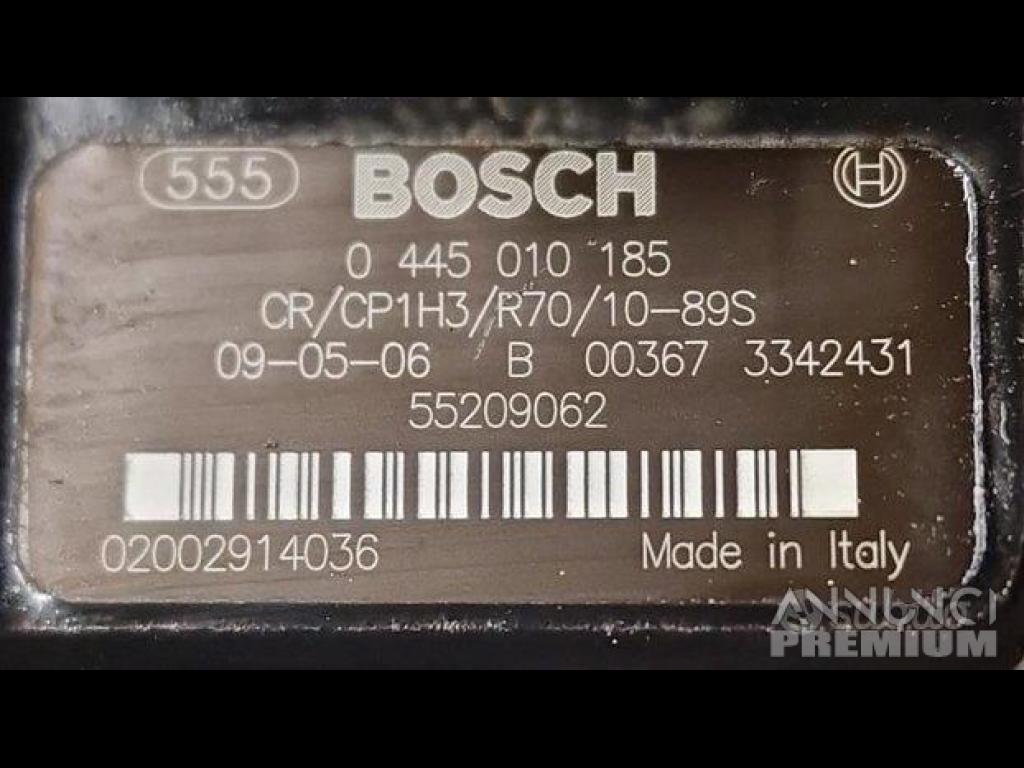 555 BOSCH H
0 445 010 185
CR/CP1H3/R70/10-89S
09-05-06 B 00367 3342431
55209062
02002914036 Made in Italy
ANNUNCI
PREMIUM